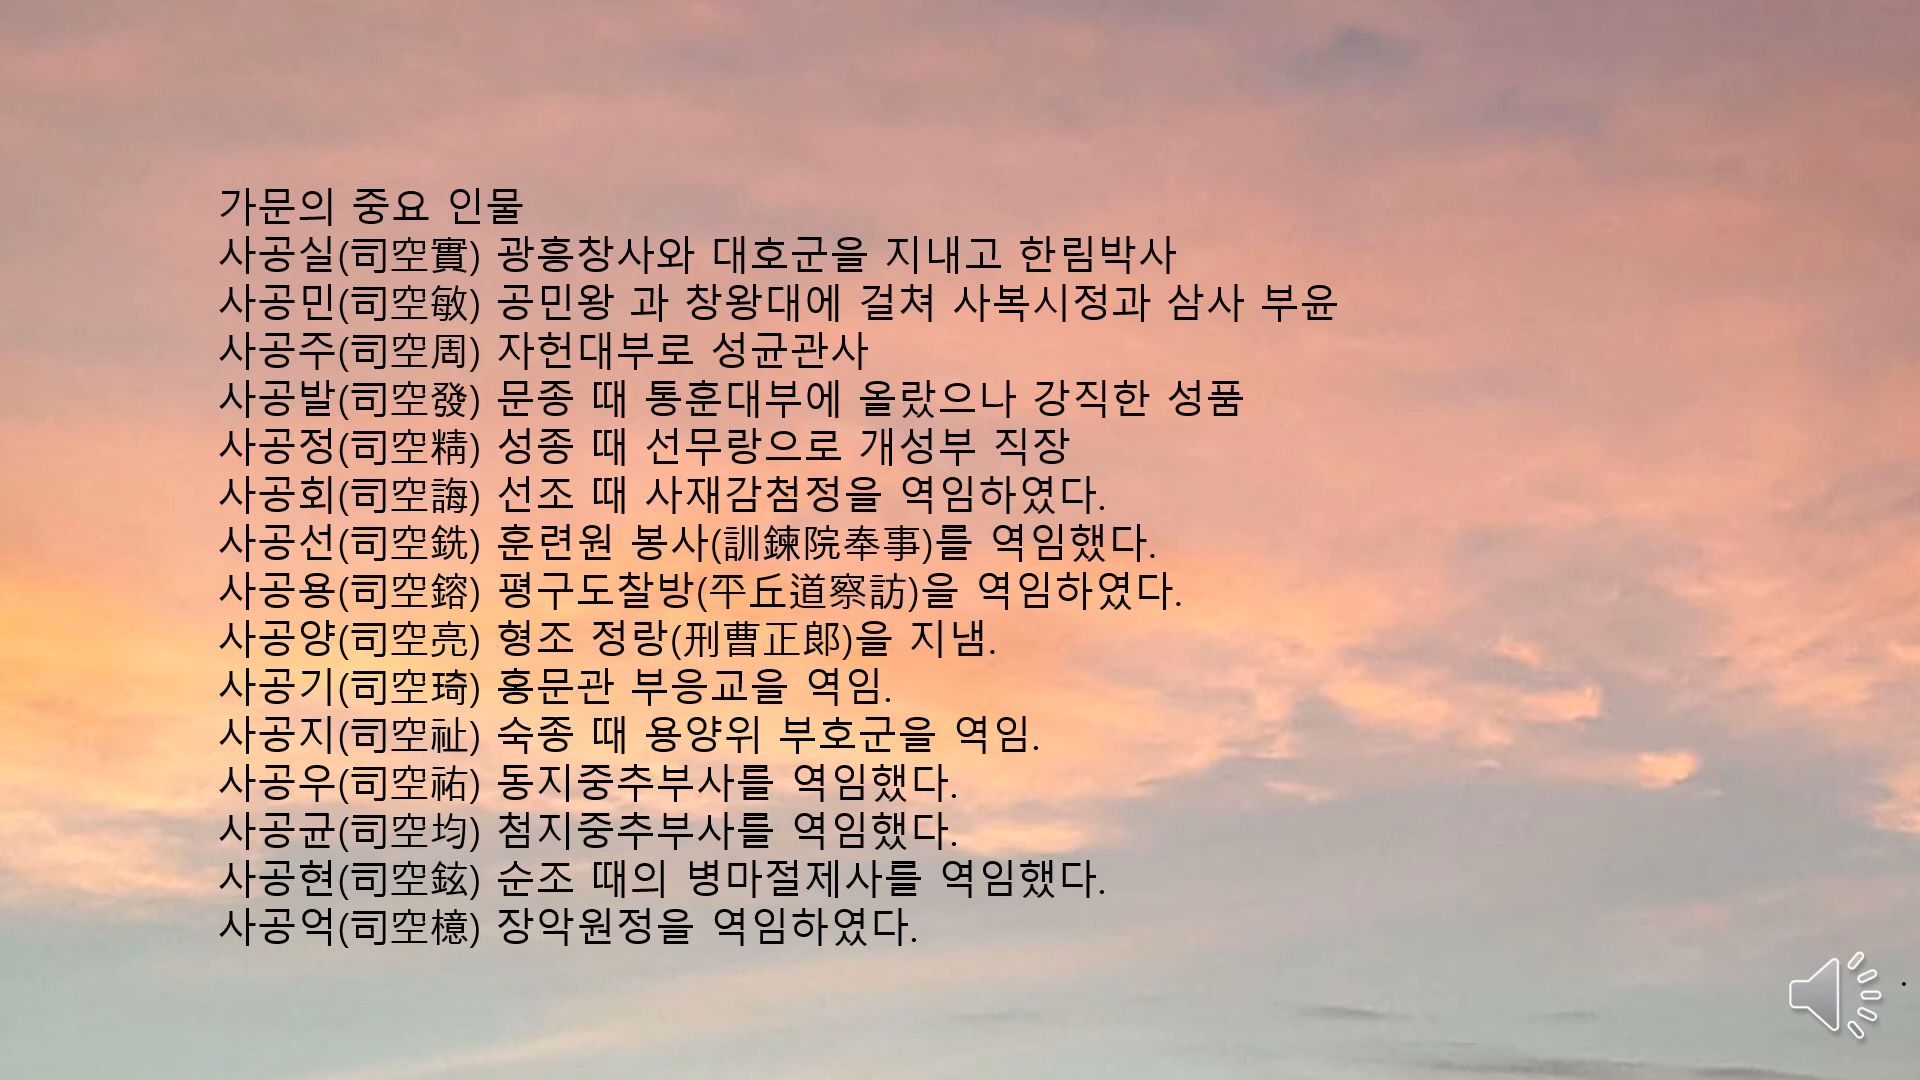 가문의 중요 인물
사공실(司空實) 광흥창사와 대호군을 지내고 한림박사
사공민(司空敏) 공민왕 과 창왕대에 걸쳐 사복시정과 삼사 부윤
사공주(司空周) 자헌대부로 성균관사
사공발(司空發) 문종 때 통훈대부에 올랐으나 강직한 성품
사공정(司空精) 성종 때 선무랑으로 개성부 직장
사공회(司空誨) 선조 때 사재감첨정을 역임하였다.
사공선(司空銑) 훈련원 봉사(訓鍊院奉事)를 역임했다.
사공용(司空鎔) 평구도찰방(平丘道察訪)을 역임하였다.
사공양(司空亮) 형조 정랑(刑曹正郞)을 지냄.
사공기(司空琦) 홍문관 부응교을 역임.
사공지(司空祉) 숙종 때 용양위 부호군을 역임.
사공우(司空祐) 동지중추부사를 역임했다.
사공균(司空均) 첨지중추부사를 역임했다.
사공현(司空鉉) 순조 때의 병마절제사를 역임했다.
사공억(司空檍) 장악원정을 역임하였다.
.